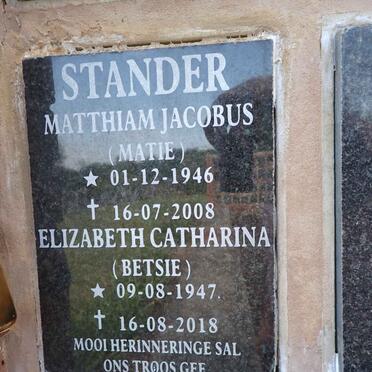 STANDER
MATTHIAM JACOBUS
(MATIE)
★ 01-12-1946
✝ 16-07-2008
ELIZABETH CATHARINA
(BETSIE)
★ 09-08-1947.
✝ 16-08-2018
MOOI HERINNERINGE SAL
ONS TROOS GEE